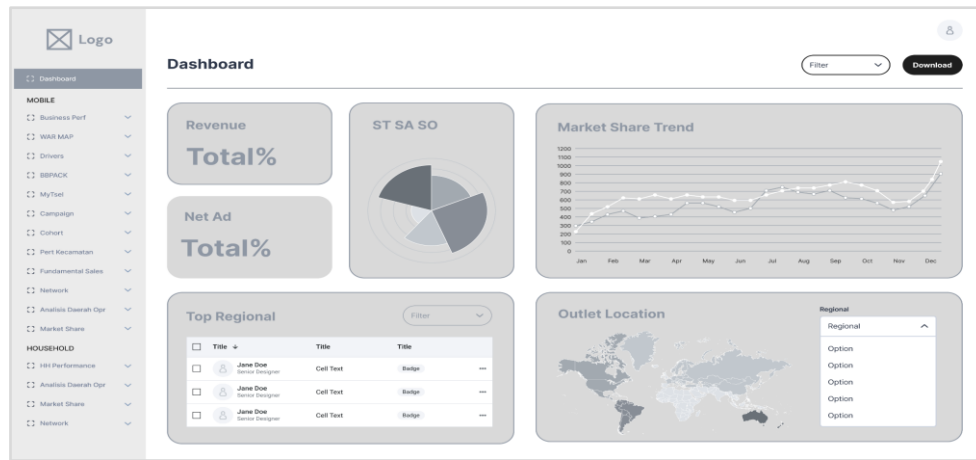 Logo
Dashboard
MOBILE
Business Perf
WAR MAP
Drivers
BBPACK
MyTsel
Campaign
Cohort
Pert Kecamatan
Fundamental Sales
Network
Analisis Daerah Opr
Market Share
HOUSEHOLD
HH Performance
Analisis Daerah Opr
Market Share
Network
Dashboard
Filter
Download
Revenue
Total%
Net Ad
Total%
ST SA SO
Market Share Trend
1200
1100
1000
900
800
700
600
500
400
300
200
100
0
Jan Feb Mar Apr May Jun Jul Aug Sep Oct Nov Dec
Top Regional
Filter
Title Title Title
Jane Doe
Senior Designer
Cell Text
Badge
Jane Doe
Senior Designer
Cell Text
Badge
Jane Doe
Senior Designer
Cell Text
Badge
Outlet Location
Regional
Regional
Option
Option
Option
Option
Option